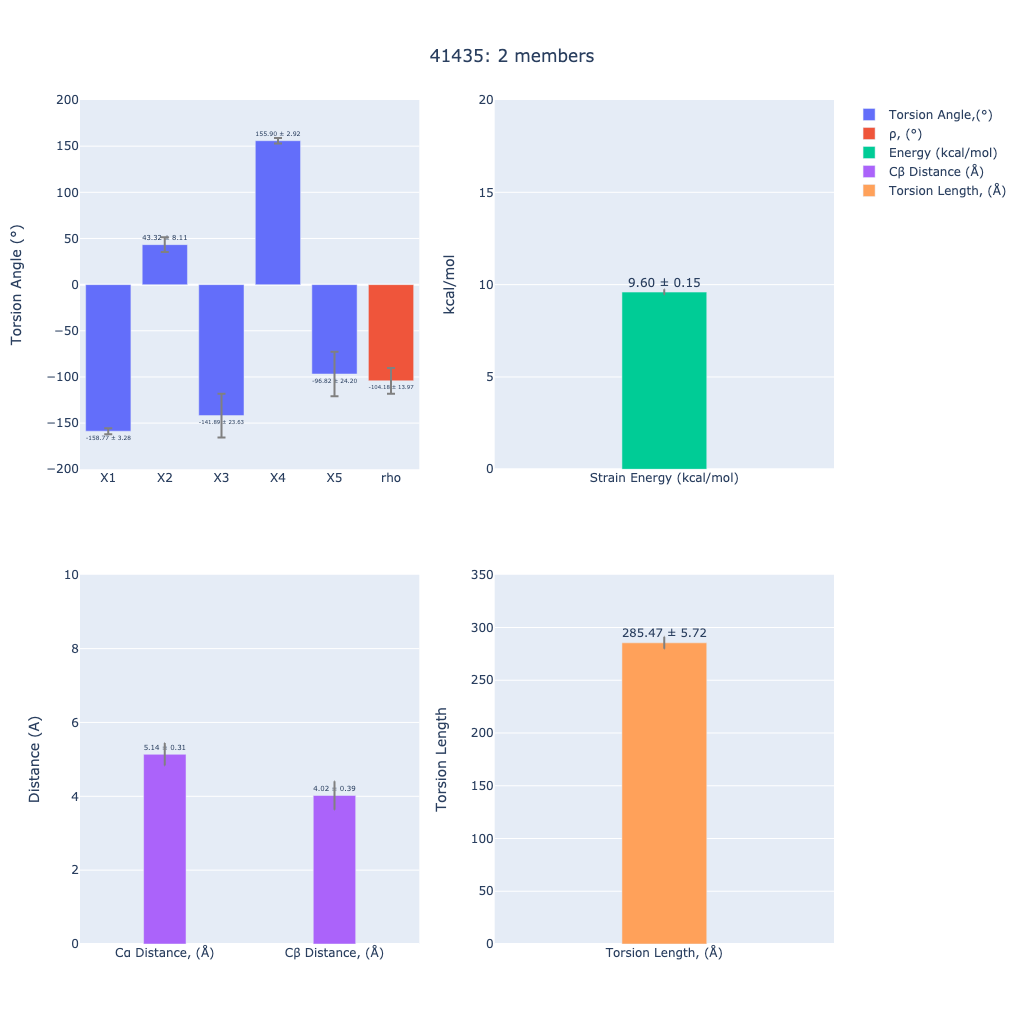 41435: 2 members
200
150
100
50
0
−50
−100
−150
−200
Torsion Angle (°)
155.90 ± 2.92
43.32 ± 8.11
-158.77 ± 3.28
-141.89 ± 23.63
-96.82 ± 24.20
-104.18 ± 13.97
X1 X2 X3 X4 X5 rho
20
15
10
5
0
kcal/mol
9.60 ± 0.15
Strain Energy (kcal/mol)
Torsion Angle,(°)
ρ, (°)
Energy (kcal/mol)
Cβ Distance (Å)
Torsion Length, (Å)
10
8
6
4
2
0
Distance (A)
5.14 ± 0.31
4.02 ± 0.39
Cα Distance, (Å) Cβ Distance, (Å)
350
300
250
200
150
100
50
0
Torsion Length
285.47 ± 5.72
Torsion Length, (Å)